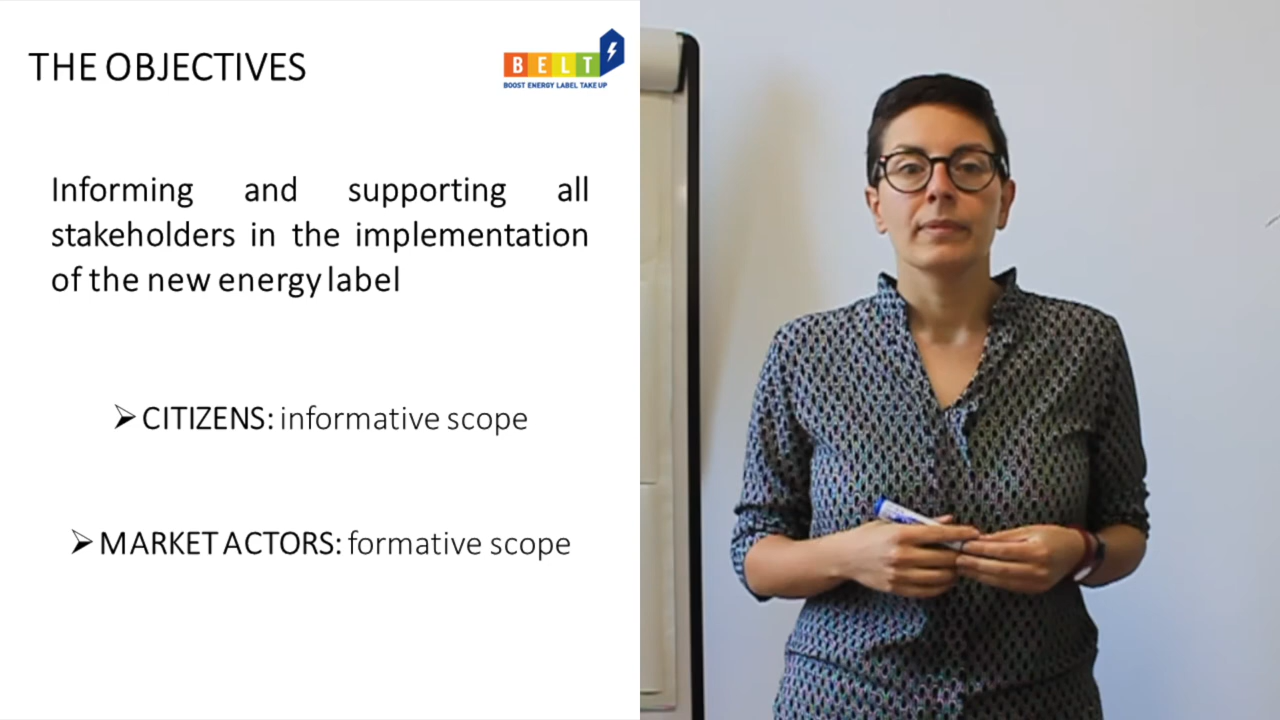 THE OBJECTIVES
BELT
BOOST ENERGY LABEL TAKE UP
Informing and supporting all
stakeholders in the implementation
of the new energy label
➢ CITIZENS: informative scope
➢ MARKET ACTORS: formative scope